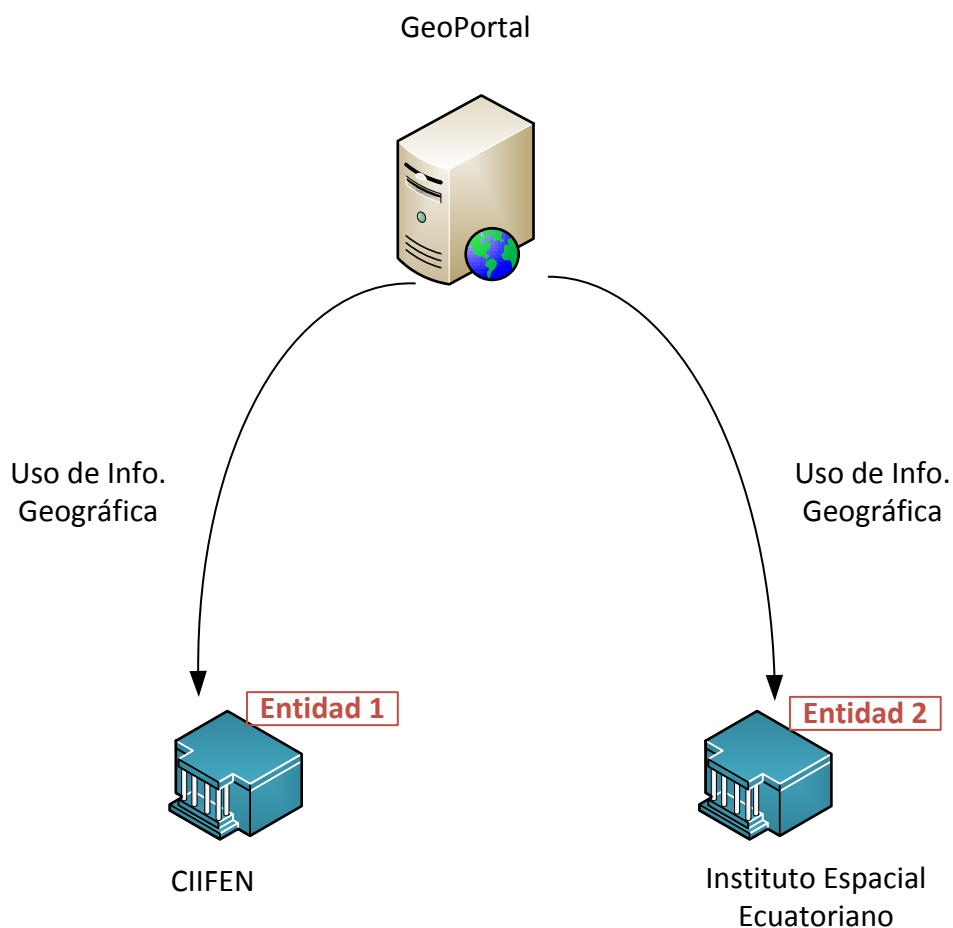 GeoPortal
Uso de Info.
Geográfica
Uso de Info.
Geográfica
Entidad 1
Entidad 2
CIIFEN
Instituto Espacial
Ecuatoriano